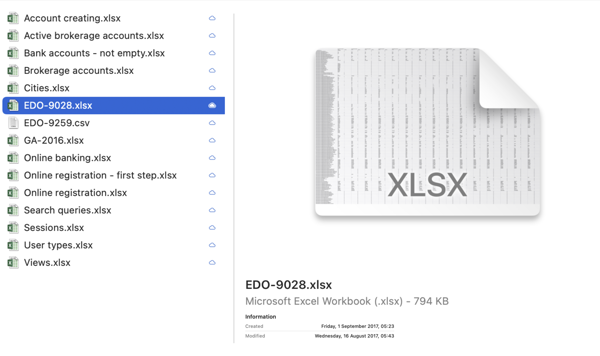 Account creating.xlsx
Active brokerage accounts.xlsx
Bank accounts - not empty.xlsx
Brokerage accounts.xlsx
Cities.xlsx
EDO-9028.xlsx
EDO-9259.csv
GA-2016.xlsx
Online banking.xlsx
Online registration - first step.xlsx
Online registration.xlsx
Search queries.xlsx
Sessions.xlsx
User types.xlsx
Views.xlsx
XLSX
EDO-9028.xlsx
Microsoft Excel Workbook (.xlsx) - 794 KB
Information
Created Friday, 1 September 2017, 05:23
Modified Wednesday, 16 August 2017, 05:43